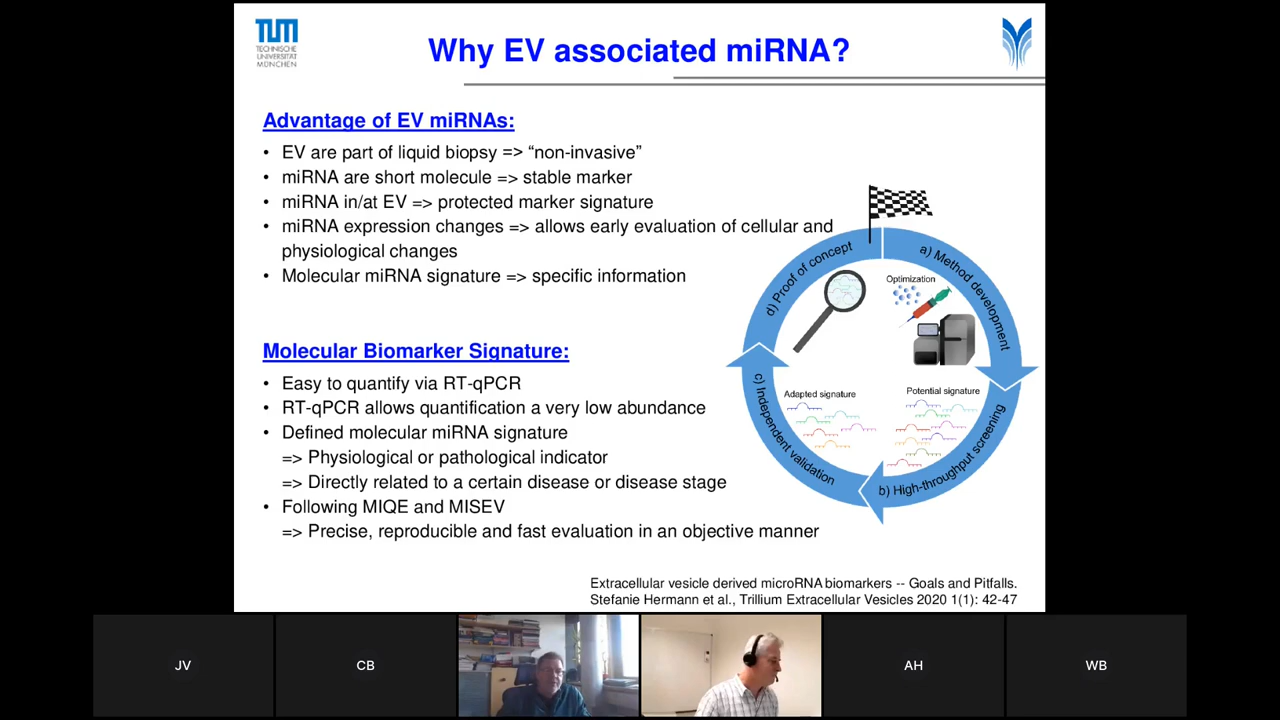 TUM
TECHNISCHE
UNIVERSITÄT
MÜNCHEN
Why EV associated miRNA?
Advantage of EV miRNAs:
• EV are part of liquid biopsy => “non-invasive”
• miRNA are short molecule => stable marker
• miRNA in/at EV => protected marker signature
• miRNA expression changes => allows early evaluation of cellular and
physiological changes
• Molecular miRNA signature => specific information
Molecular Biomarker Signature:
• Easy to quantify via RT-qPCR
• RT-qPCR allows quantification a very low abundance
• Defined molecular miRNA signature
=> Physiological or pathological indicator
=> Directly related to a certain disease or disease stage
• Following MIQE and MISEV
=> Precise, reproducible and fast evaluation in an objective manner
a) Method development
Optimization
b) High-throughput screening
Potential signature
c) Independent validation
Adapted signature
d) Proof of concept
Extracellular vesicle derived microRNA biomarkers -- Goals and Pitfalls.
Stefanie Hermann et al., Trillium Extracellular Vesicles 2020 1(1): 42-47
JV
CB
AH
WB